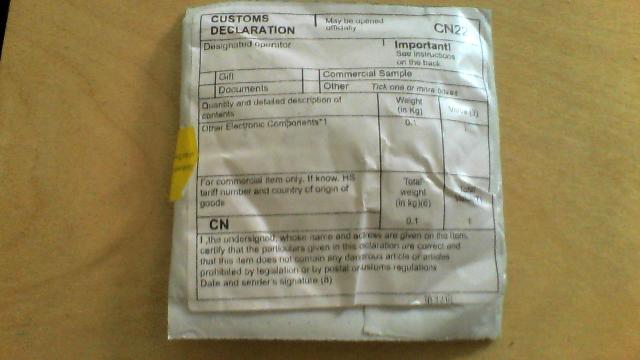 CUSTOMS
DECLARATION
May be opened
officially
CN22
Designated operator
Important!
See instructions
on the back
Gift
Commercial Sample
Documents
Other
Tick one or more boxes
Quantity and detailed description of
contents
Weight
(in Kg)
Value (7)
Other Electronic Components*1
0.1
1
For commercial item only. If know, HS
tariff number and country of origin of
goods
Total
weight
(in kg)(6)
Total
CN
0.1
1
I ,the undersigned, whose name and address are given on the item,
certify that the particulars given in this are correct and
that this item does not contain any article or articles
prohibited by legislation or by postal or customs regulations
Date and sender's signature (8)